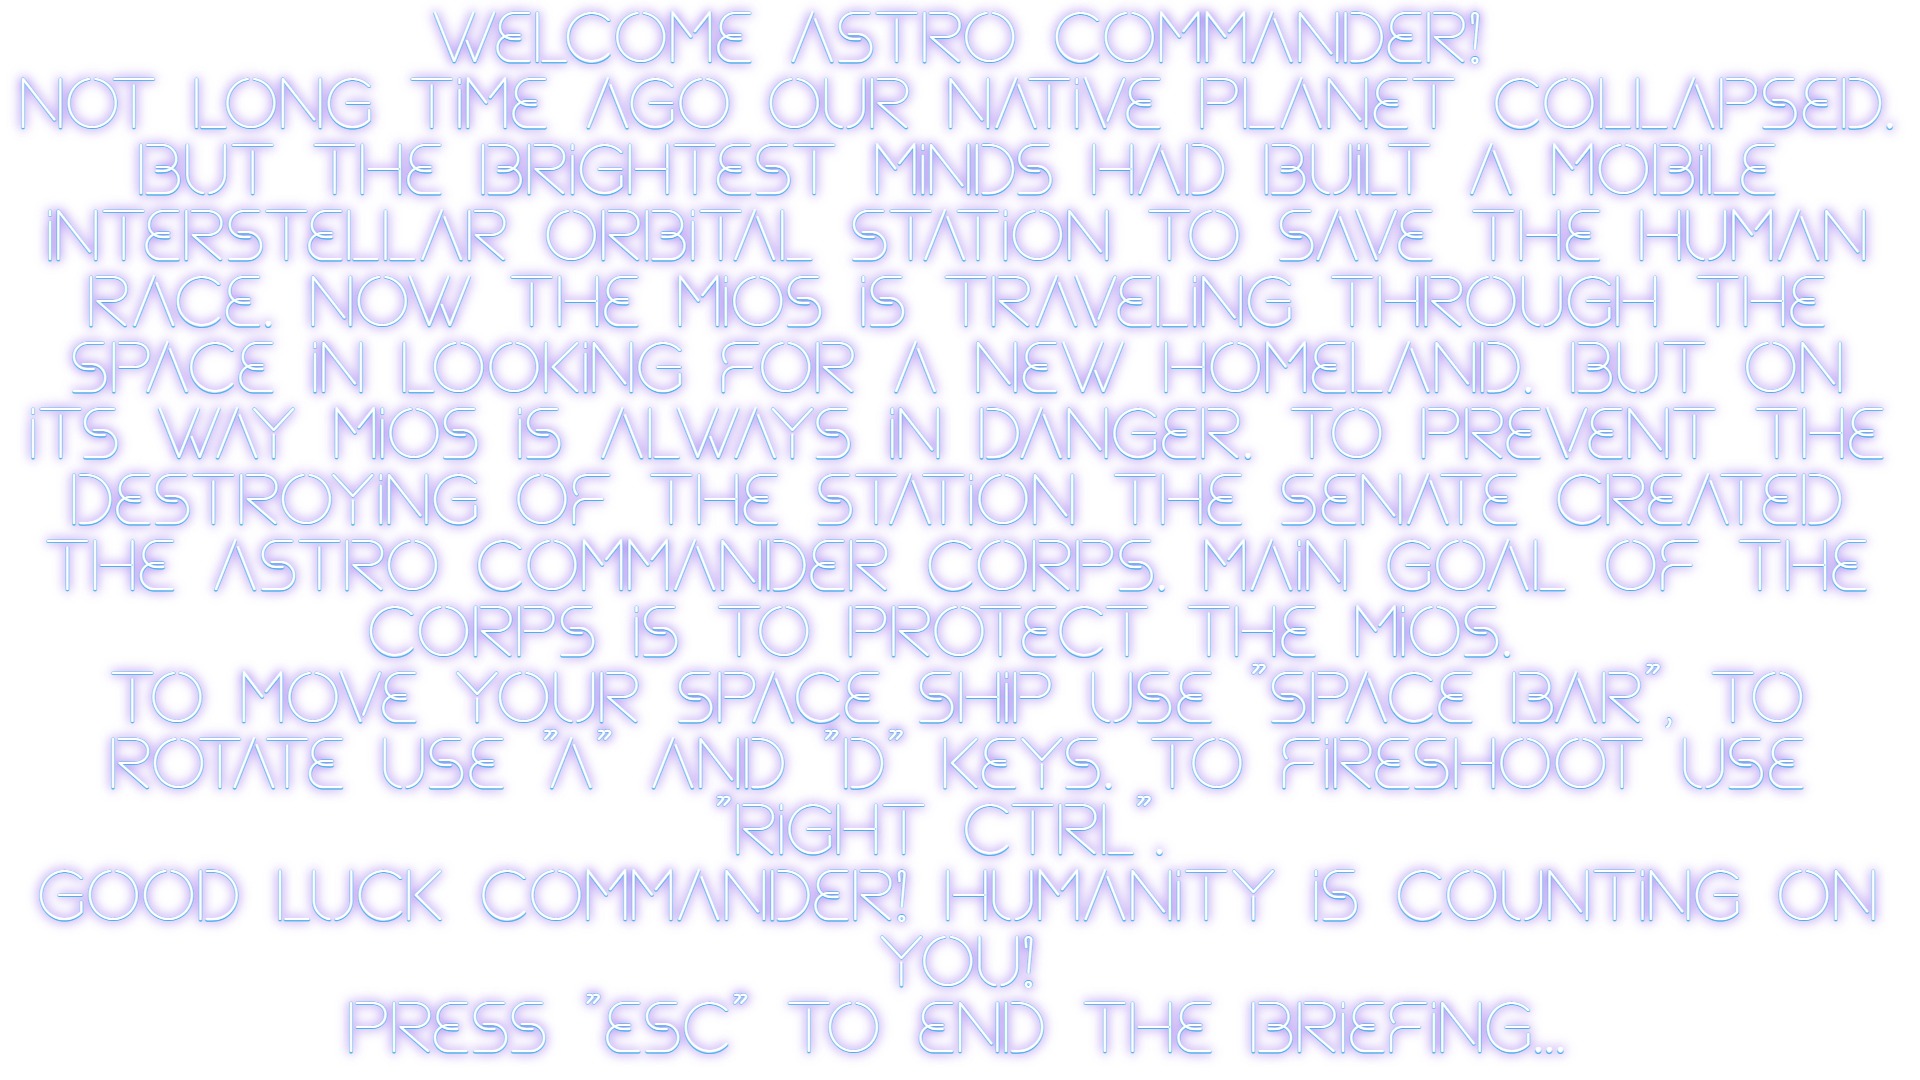 WELCOME ASTRO COMMANDER!
NOT LONG TiME AGO OUR NATiVE PLANET COLLAPSED.
BUT THE BRiGHTEST MiNDS HAD BUiLT A MOBiLE
iNTERSTELLAR ORBiTAL STATiON TO SAVE THE HUMAN
RACE. NOW THE MiOS iS TRAVELiNG THROUGH THE
SPACE iN LOOKiNG FOR A NEW HOMELAND. BUT ON
iTS WAY MiOS iS ALWAYS iN DANGER. TO PREVENT THE
DESTROYiNG OF THE STATiON THE SENATE CREATED
THE ASTRO COMMANDER CORPS. MAiN GOAL OF THE
CORPS iS TO PROTECT THE MiOS.
TO MOVE YOUR SPACE SHiP USE "SPACE BAR", TO
ROTATE USE "A" AND "D" KEYS. TO FiRESHOOT USE
"RiGHT CTRL".
GOOD LUCK COMMANDER! HUMANiTY iS COUNTiNG ON
YOU!
PRESS "ESC" TO END THE BRiEFiNG...